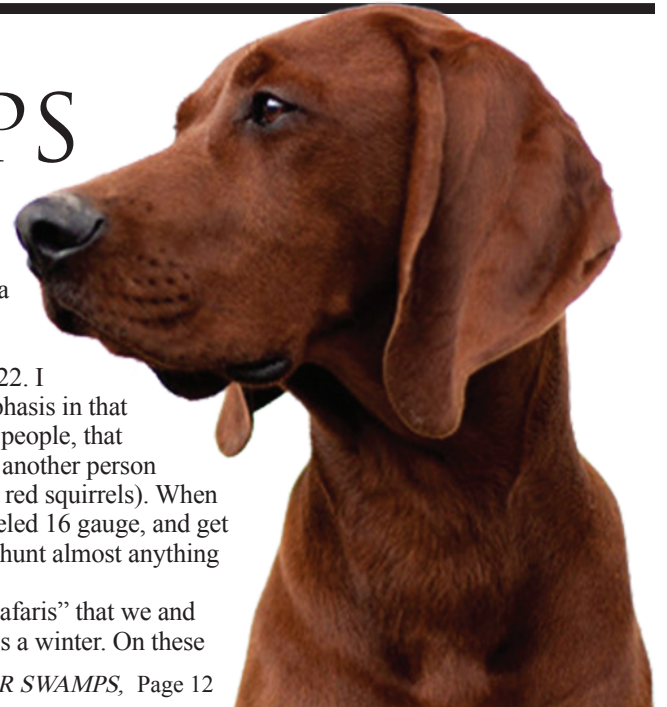 PS
a
22. I
hasis in that
people, that
another person
red squirrels). When
eled 16 gauge, and get
hunt almost anything
afaris” that we and
s a winter. On these
R SWAMPS, Page 12